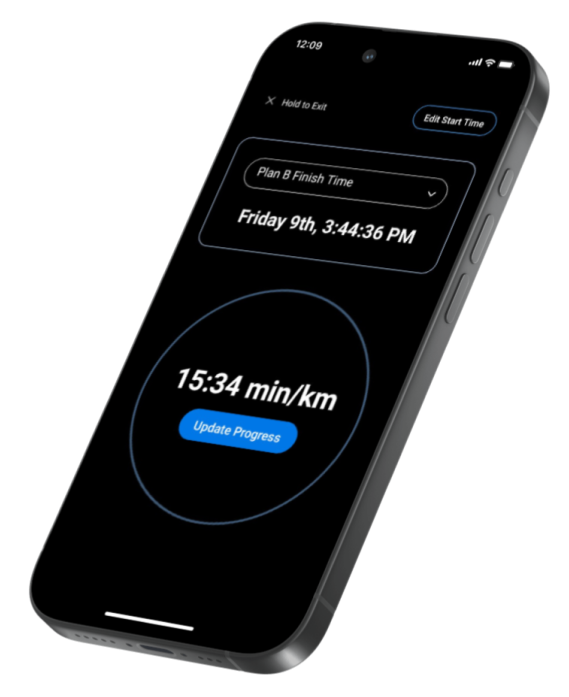 12:09
Hold to Exit
Edit Start Time
Plan B Finish Time
Friday 9th, 3:44:36 PM
15:34 min/km
Update Progress